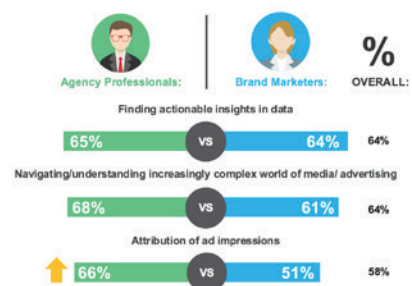 %
Agency Professionals: Brand Marketers: OVERALL:
Finding actionable insights in data
65% VS 64% 64%
Navigating/understanding increasingly complex world of media/ advertising
68% VS 61% 64%
Attribution of ad impressions
66% VS 51% 58%